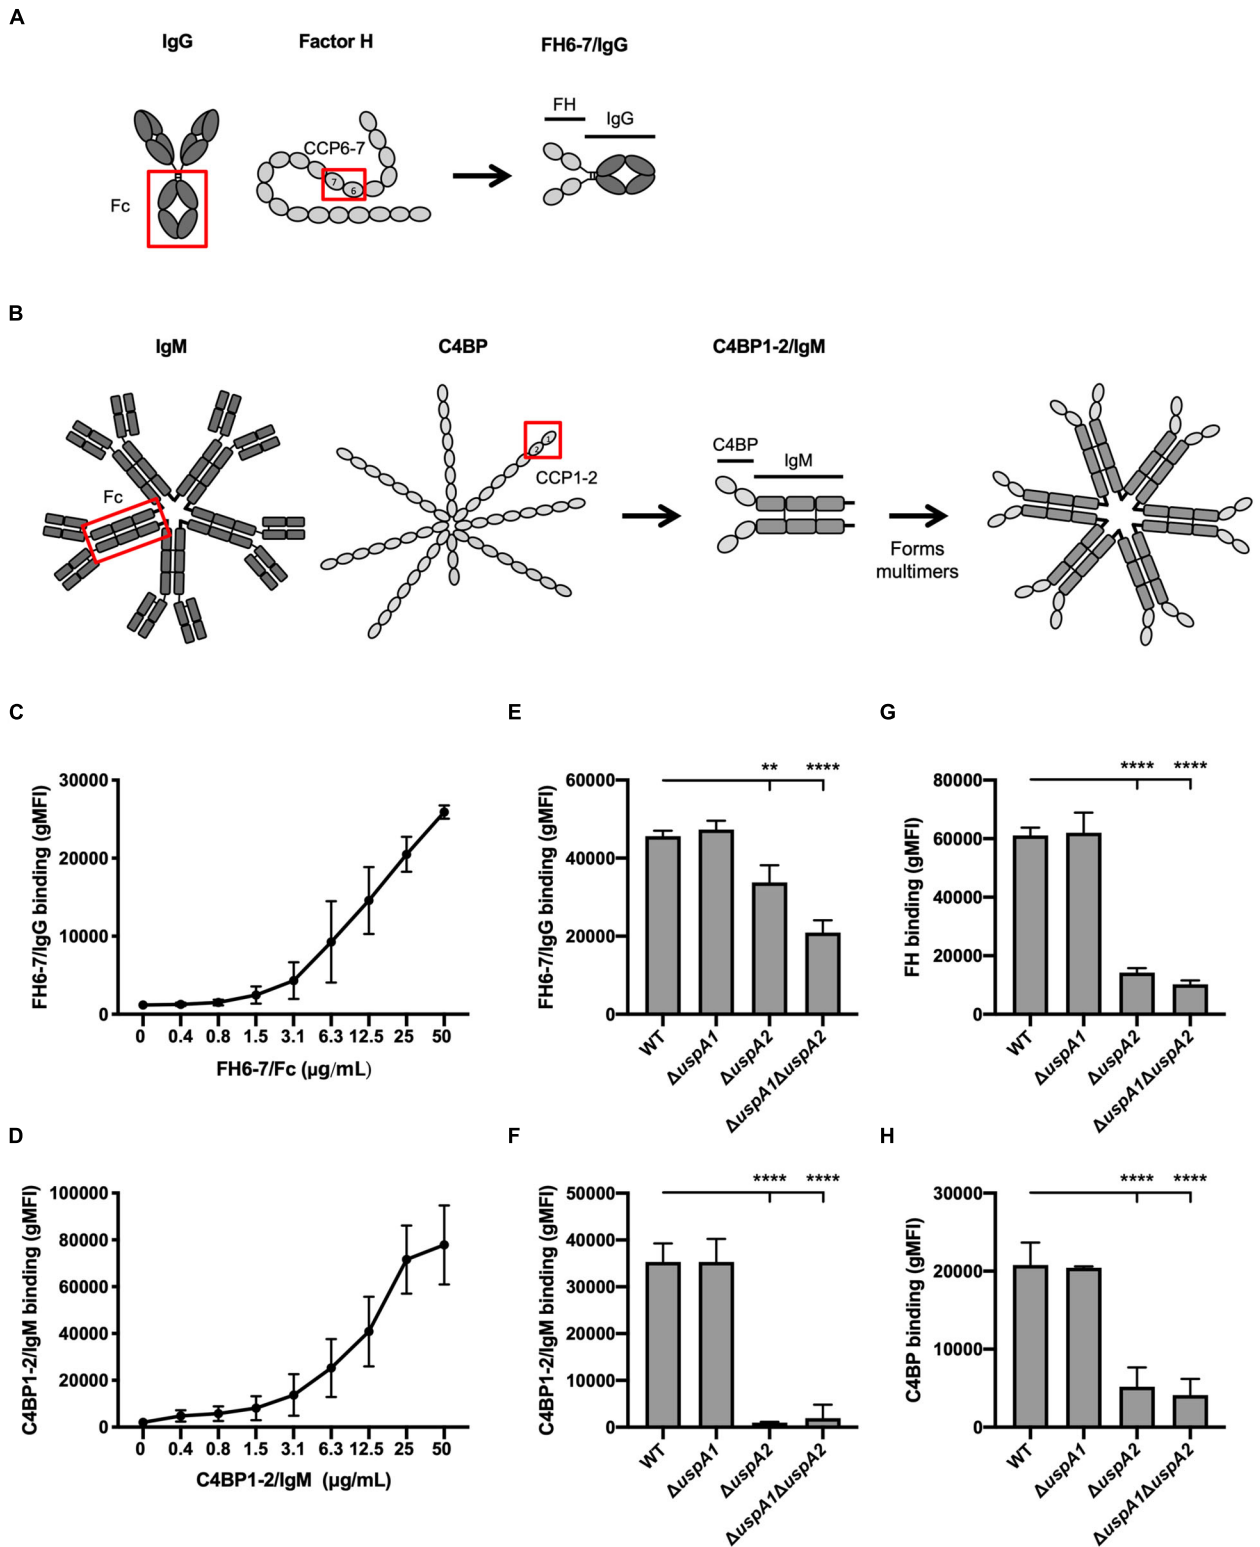 A
IgG
Factor H
FH6-7/IgG
Fc
CCP6-7
7
6
FH
IgG
B
IgM
C4BP
C4BP1-2/IgM
Fc
1
2
CCP1-2
C4BP
IgM
Forms
multimers
C
FH6-7/IgG binding (gMFI)
30000
20000
10000
0
0 0.4 0.8 1.5 3.1 6.3 12.5 25 50
FH6-7/Fc (µg/mL)
E
FH6-7/IgG binding (gMFI)
60000
40000
20000
0
** ****
WT ΔuspA1 ΔuspA2 ΔuspA1ΔuspA2
G
FH binding (gMFI)
80000
60000
40000
20000
0
**** ****
WT ΔuspA1 ΔuspA2 ΔuspA1ΔuspA2
D
C4BP1-2/IgM binding (gMFI)
100000
80000
60000
40000
20000
0
0 0.4 0.8 1.5 3.1 6.3 12.5 25 50
C4BP1-2/IgM (µg/mL)
F
C4BP1-2/IgM binding (gMFI)
50000
40000
30000
20000
10000
0
**** ****
WT ΔuspA1 ΔuspA2 ΔuspA1ΔuspA2
H
C4BP binding (gMFI)
30000
20000
10000
0
**** ****
WT ΔuspA1 ΔuspA2 ΔuspA1ΔuspA2